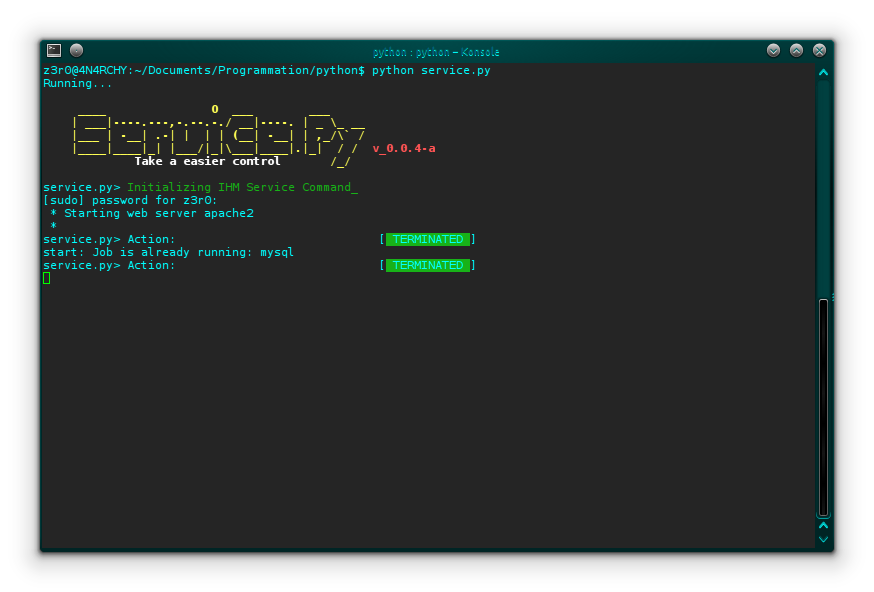 python : python – Konsole
z3r0@4N4RCHY:~/Documents/Programmation/python$ python service.py
Running...
Service.Py
v_0.0.4-a
Take a easier control
service.py> Initializing IHM Service Command_
[sudo] password for z3r0:
* Starting web server apache2
*
service.py> Action: [ TERMINATED ]
start: Job is already running: mysql
service.py> Action: [ TERMINATED ]